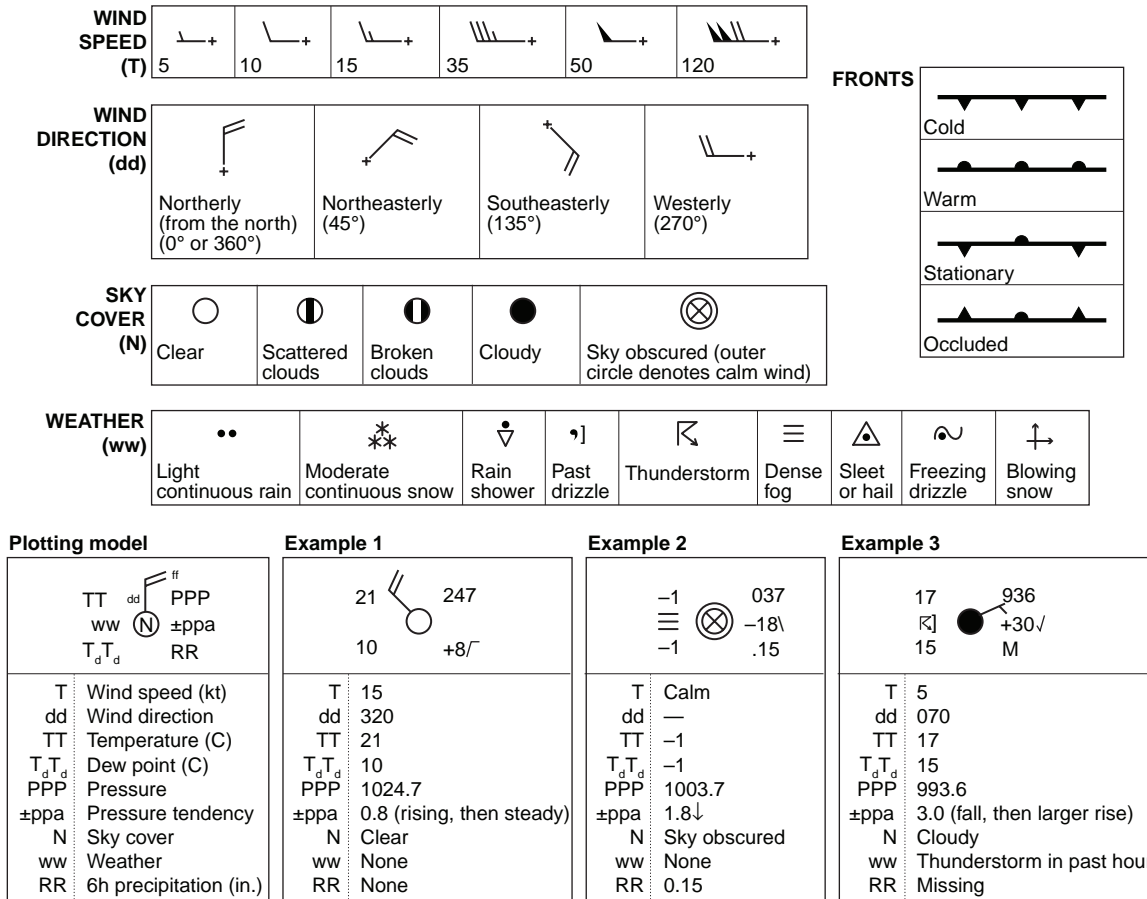 WIND
SPEED
(T)
5 10 15 35 50 120
FRONTS
Cold
Warm
Stationary
Occluded
WIND
DIRECTION
(dd)
Northerly
(from the north)
(0° or 360°)
Northeasterly
(45°)
Southeasterly
(135°)
Westerly
(270°)
SKY
COVER
(N)
Clear
Scattered
clouds
Broken
clouds
Cloudy
Sky obscured (outer
circle denotes calm wind)
WEATHER
(ww)
Light
continuous rain
Moderate
continuous snow
Rain
shower
Past
drizzle
Thunderstorm
Dense
fog
Sleet
or hail
Freezing
drizzle
Blowing
snow
Plotting model
ff
TT dd PPP
ww N ±ppa
TdTd RR
T Wind speed (kt)
dd Wind direction
TT Temperature (C)
TdTd Dew point (C)
PPP Pressure
±ppa Pressure tendency
N Sky cover
ww Weather
RR 6h precipitation (in.)
Example 1
21 247
10 +8/
T 15
dd 320
TT 21
TdTd 10
PPP 1024.7
±ppa 0.8 (rising, then steady)
N Clear
ww None
RR None
Example 2
–1 037
–18\
–1 .15
T Calm
dd —
TT –1
TdTd –1
PPP 1003.7
±ppa 1.8↓
N Sky obscured
ww None
RR 0.15
Example 3
17 936
] +30√
15 M
T 5
dd 070
TT 17
TdTd 15
PPP 993.6
±ppa 3.0 (fall, then larger rise)
N Cloudy
ww Thunderstorm in past hou
RR Missing